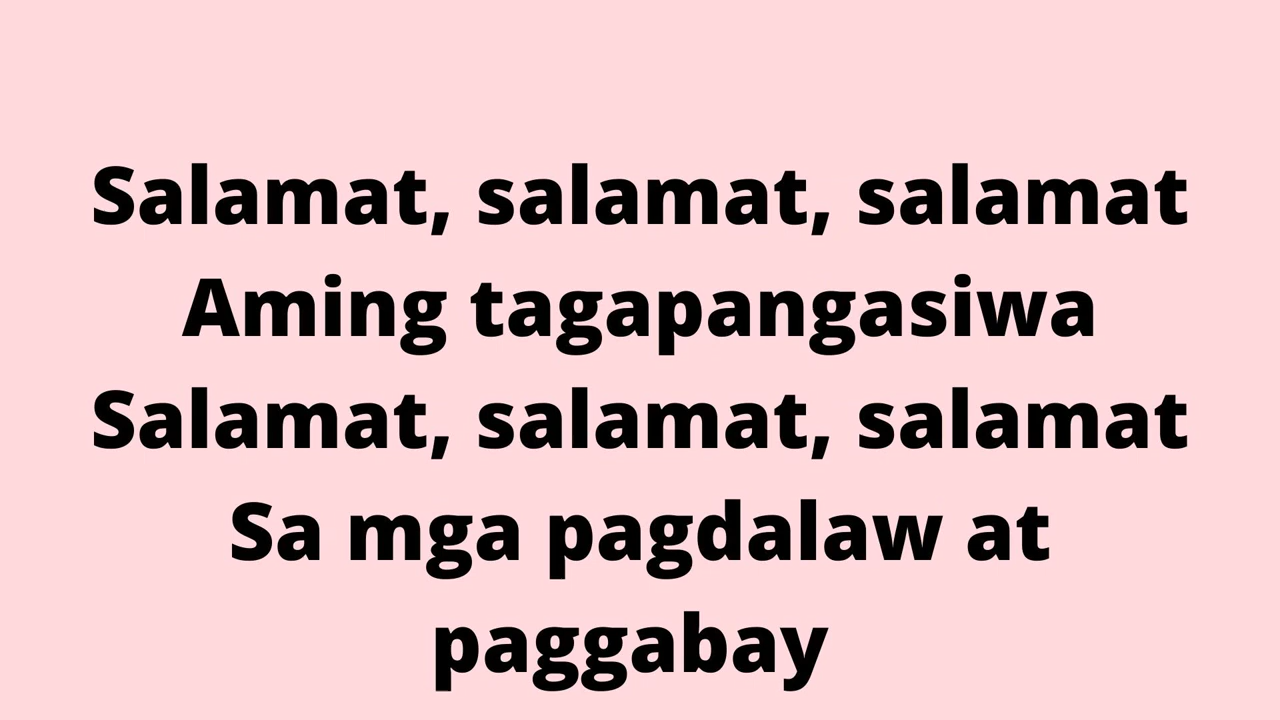 Salamat, salamat, salamat
Aming tagapangasiwa
Salamat, salamat, salamat
Sa mga pagdalaw at
paggabay